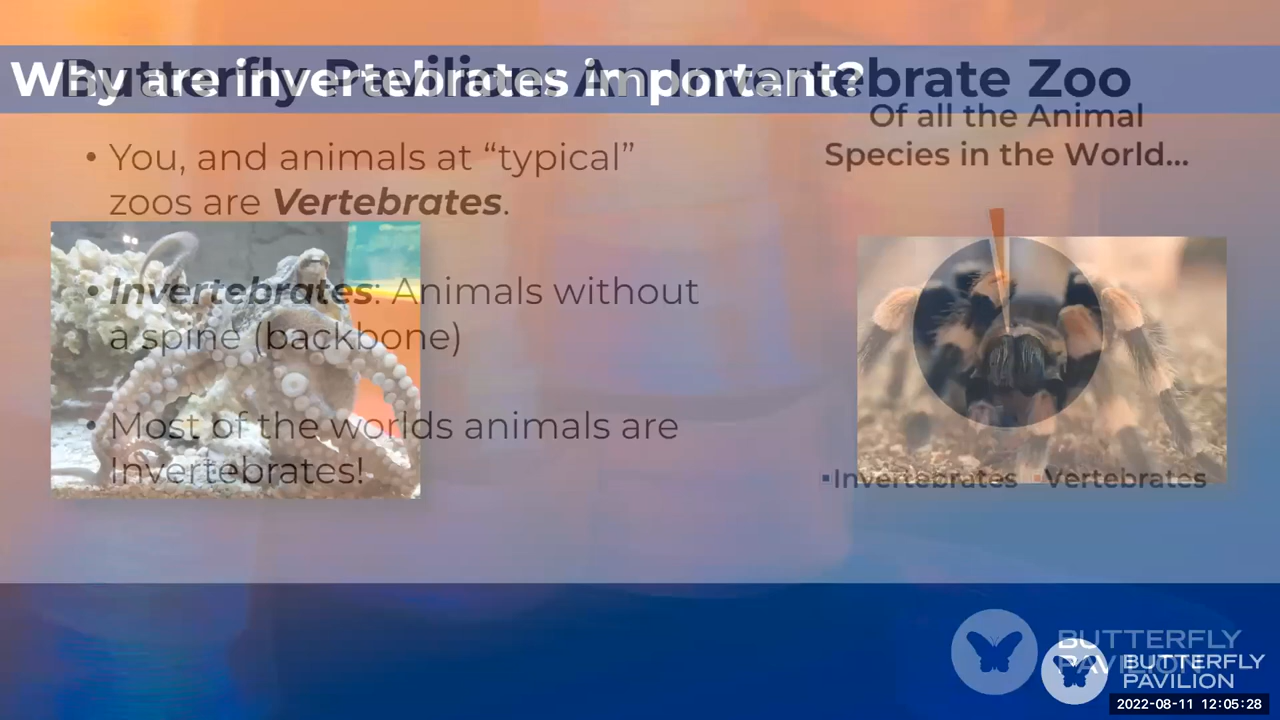 Why are invertebrates important?
Butterfly Pavilion: An Invertebrate Zoo
Of all the Animal
Species in the World...
• You, and animals at “typical”
zoos are Vertebrates.
• Invertebrates: Animals without
a spine (backbone)
• Most of the worlds animals are
Invertebrates!
▪Invertebrates ▪Vertebrates
BUTTERFLY
PAVILION
BUTTERFLY
PAVILION
2022-08-11 12:05:28